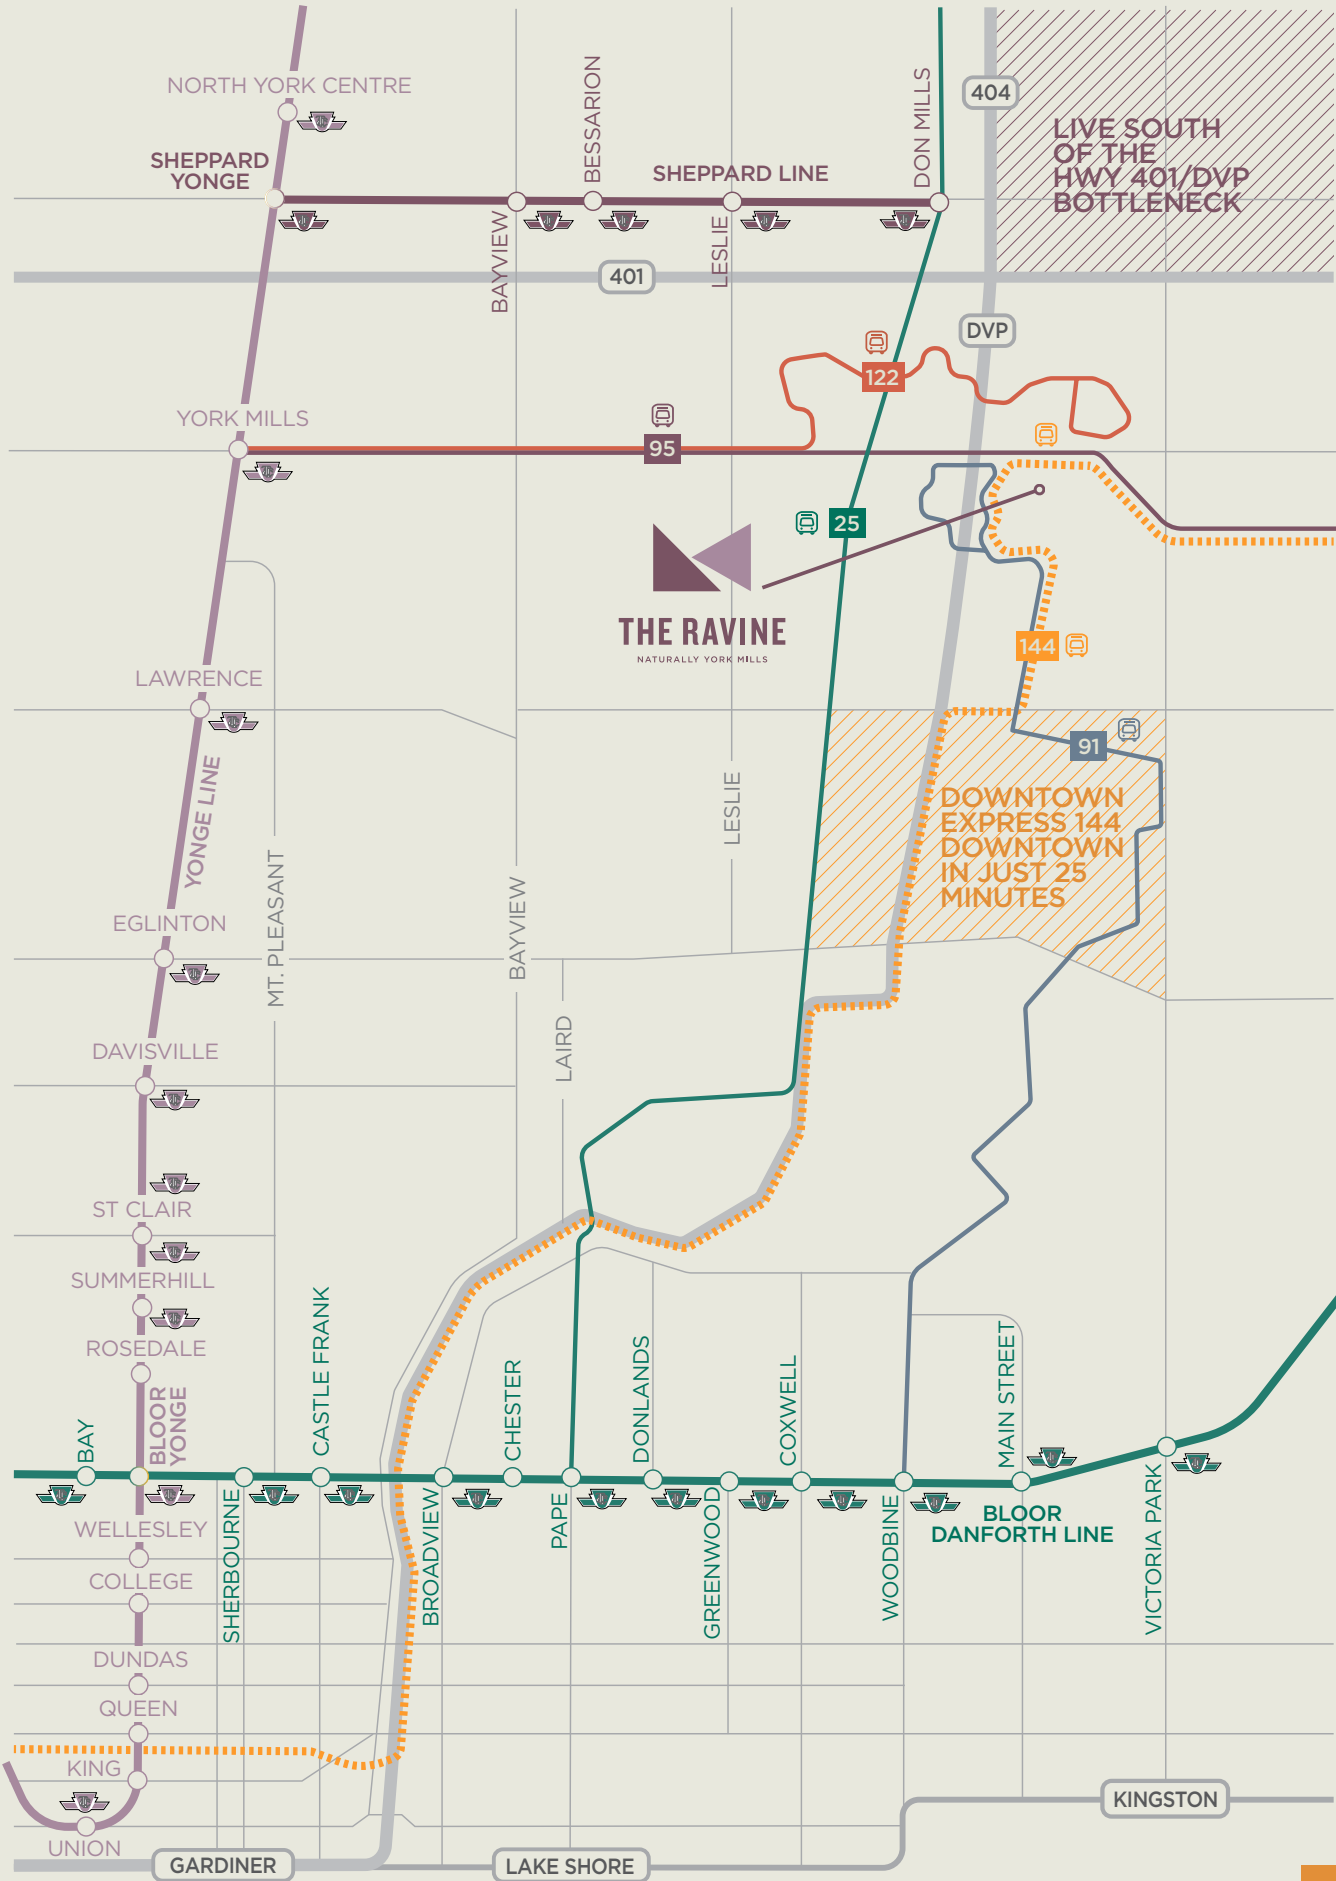 NORTH YORK CENTRE
SHEPPARD
YONGE
BESSARION
SHEPPARD LINE
DON MILLS
404
LIVE SOUTH
OF THE
HWY 401/DVP
BOTTLENECK
BAYVIEW
LESLIE
401
DVP
122
YORK MILLS
95
25
THE RAVINE
NATURALLY YORK MILLS
144
LAWRENCE
91
YONGE LINE
LESLIE
DOWNTOWN
EXPRESS 144
DOWNTOWN
IN JUST 25
MINUTES
MT. PLEASANT
BAYVIEW
EGLINTON
LAIRD
DAVISVILLE
ST CLAIR
SUMMERHILL
ROSEDALE
CASTLE FRANK
CHESTER
DONLANDS
COXWELL
MAIN STREET
BAY
BLOOR
YONGE
WELLESLEY
SHERBOURNE
BROADVIEW
PAPE
GREENWOOD
WOODBINE
BLOOR
DANFORTH LINE
VICTORIA PARK
COLLEGE
DUNDAS
QUEEN
KING
UNION
KINGSTON
GARDINER
LAKE SHORE